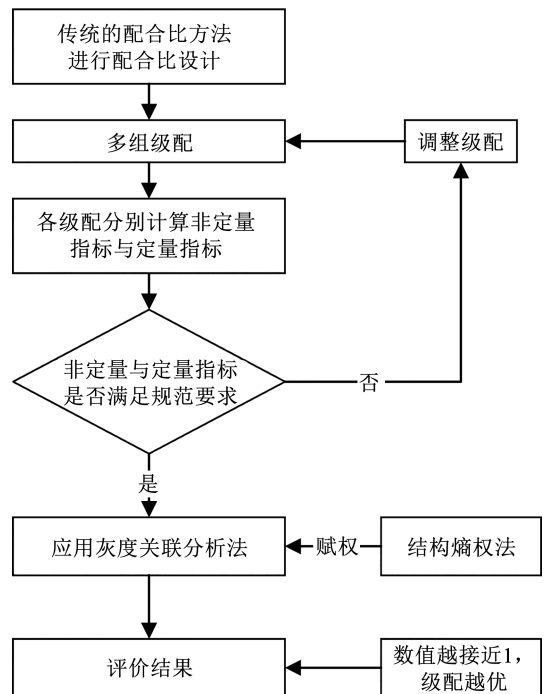 传统的配合比方法
进行配合比设计
多组级配
调整级配
各级配分别计算非定量
指标与定量指标
非定量与定量指标
是否满足规范要求
否
是
应用灰度关联分析法
赋权
结构熵权法
评价结果
数值越接近1，
级配越优